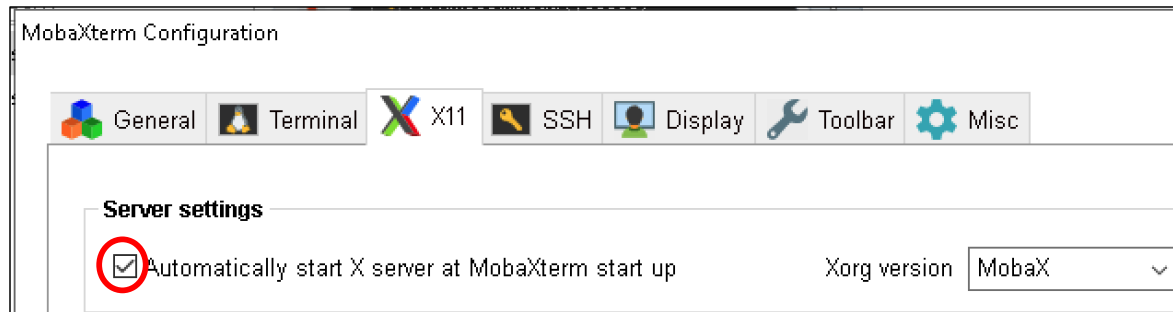 MobaXterm Configuration
General Terminal X11 SSH Display Toolbar Misc
Server settings
Automatically start X server at MobaXterm start up Xorg version MobaX